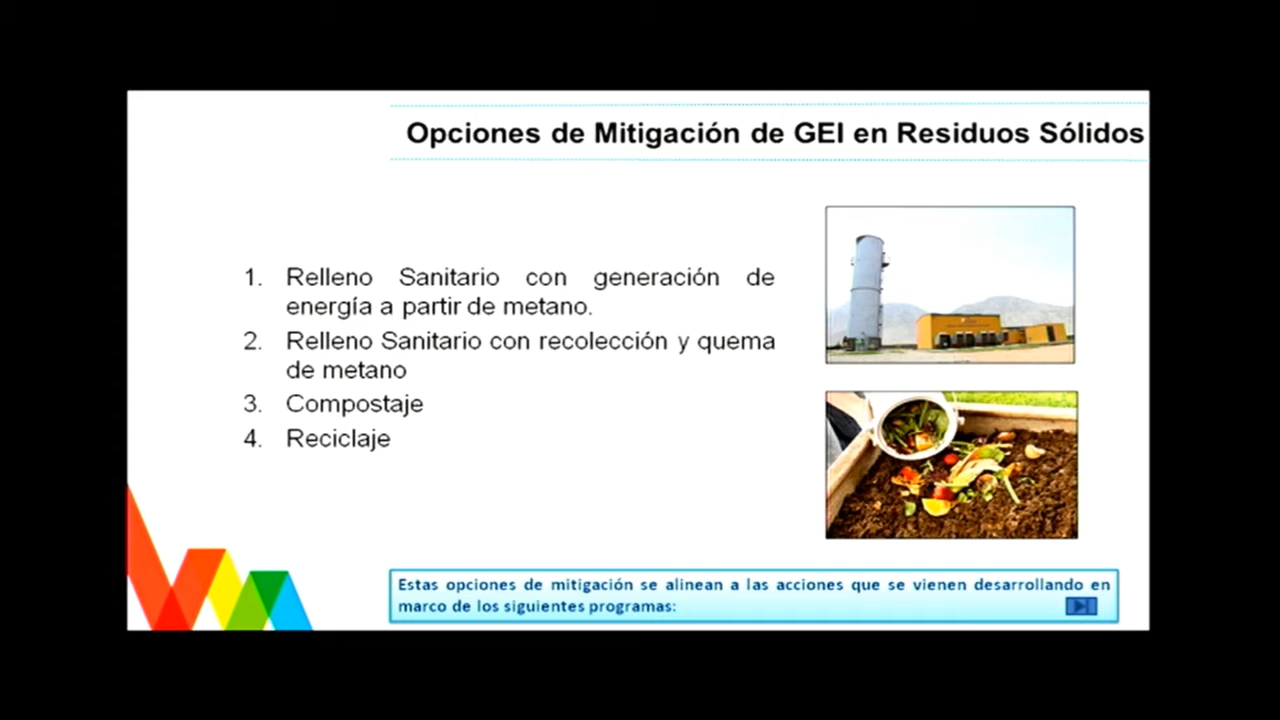 Opciones de Mitigación de GEI en Residuos Sólidos
1. Relleno Sanitario con generación de
energía a partir de metano.
2. Relleno Sanitario con recolección y quema
de metano
3. Compostaje
4. Reciclaje
Estas opciones de mitigación se alinean a las acciones que se vienen desarrollando en
marco de los siguientes programas: